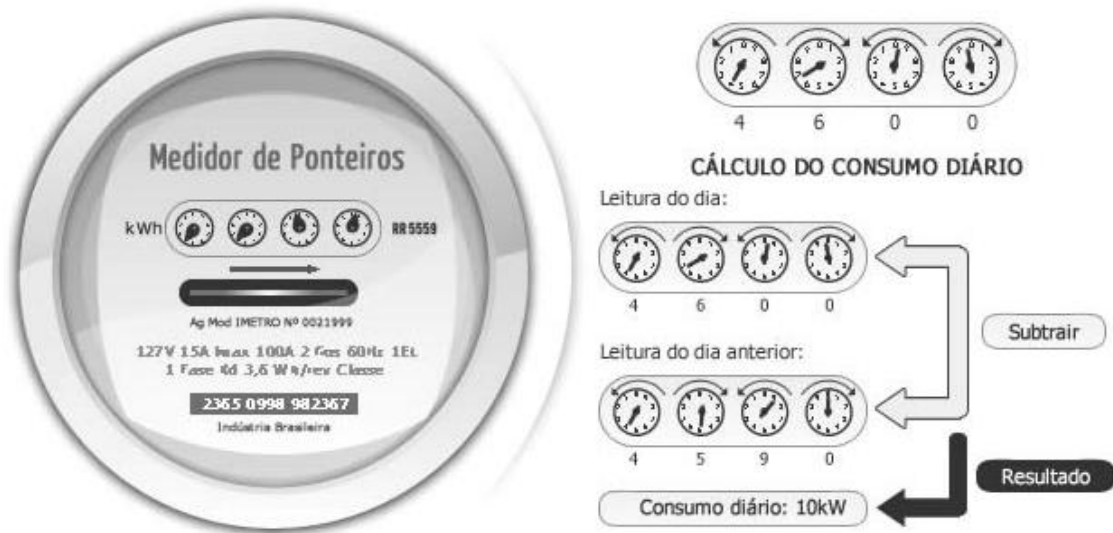 Medidor de Ponteiros
kWh
RR5559
Ag Mod IMETRO Nº 0021999
127V 15A Imax 100A 2 60Hz 1EL
1 Fase Kd 3,6 Wh/rev Classe
2365 0998 982367
Indústria Brasileira
4 6 0 0
CÁLCULO DO CONSUMO DIÁRIO
Leitura do dia:
4 6 0 0
Subtrair
Leitura do dia anterior:
4 5 9 0
Resultado
Consumo diário: 10kW